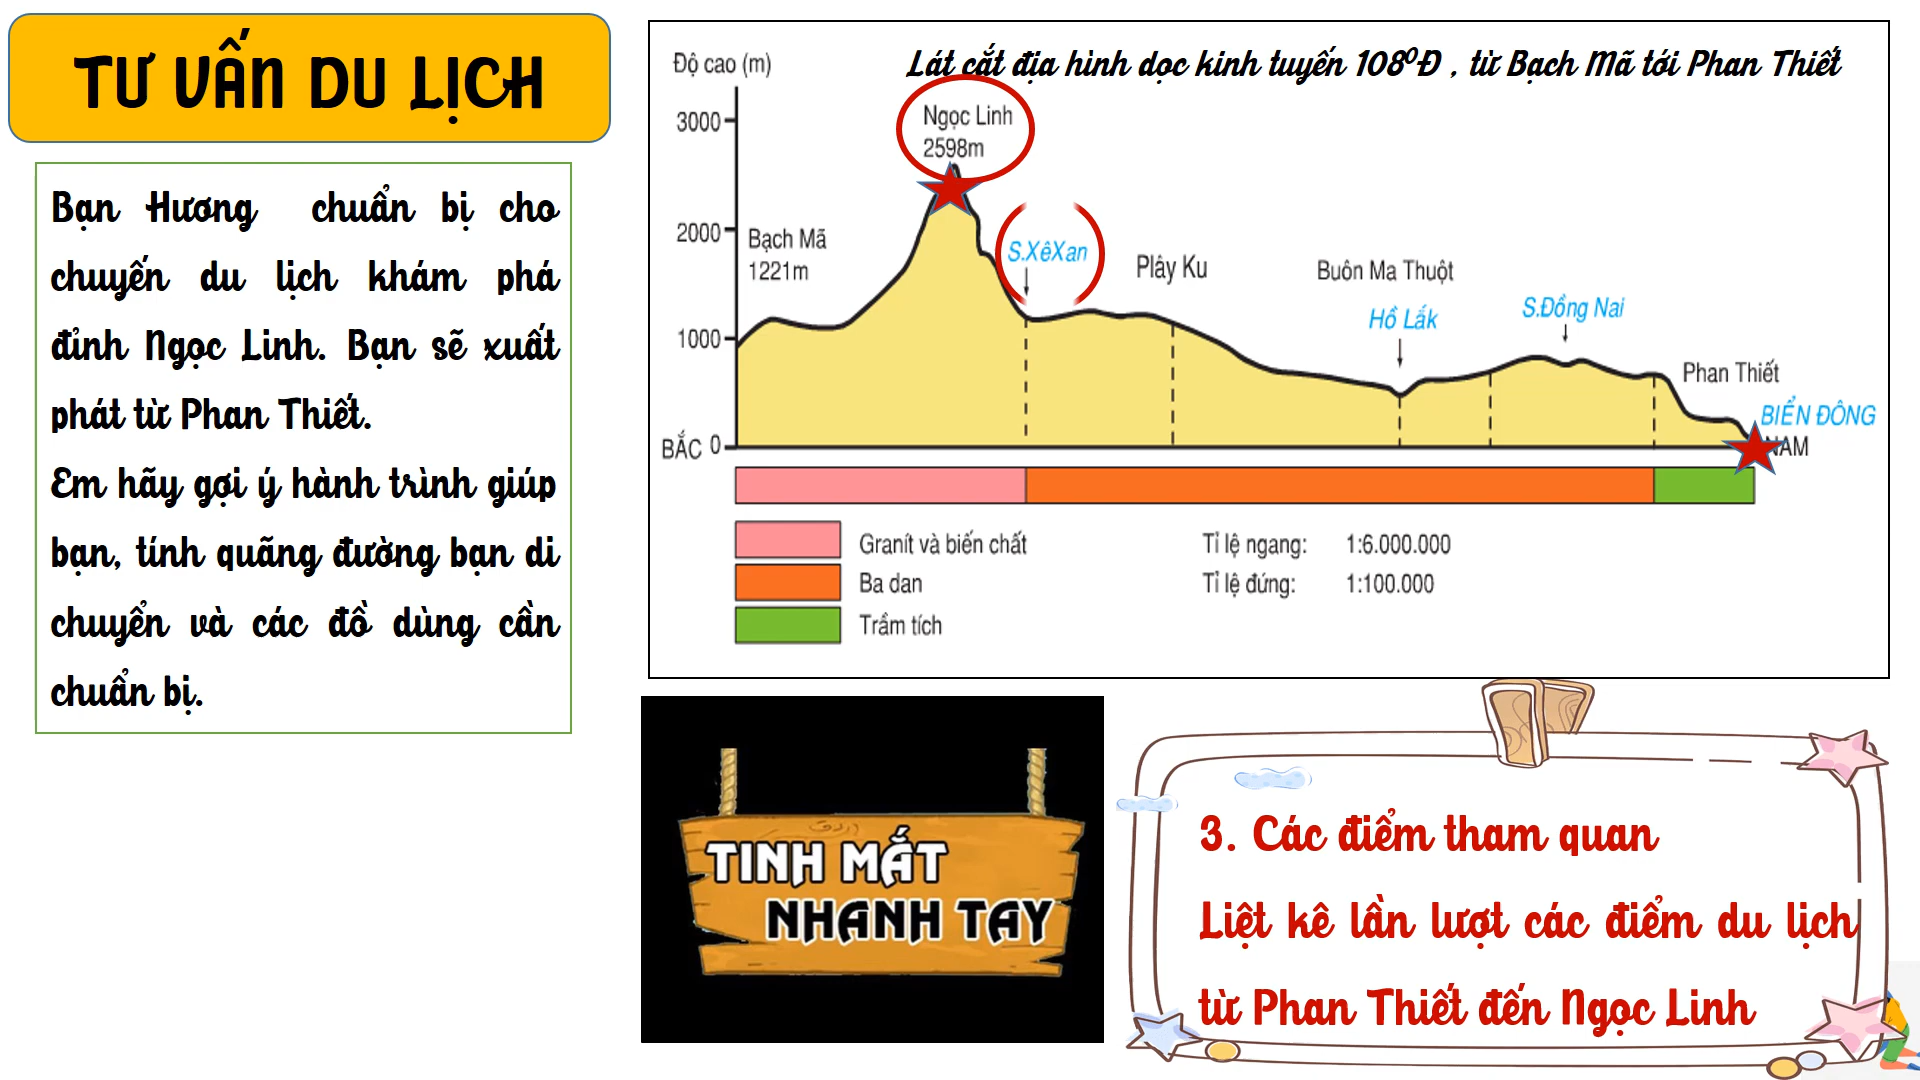 TƯ VẤN DU LỊCH
Bạn Hương chuẩn bị cho
chuyến du lịch khám phá
đỉnh Ngọc Linh. Bạn sẽ xuất
phát từ Phan Thiết.
Em hãy gợi ý hành trình giúp
bạn, tính quãng đường bạn di
chuyển và các đồ dùng cần
chuẩn bị.
Độ cao (m)
Lát cắt địa hình dọc kinh tuyến 108⁰Đ , từ Bạch Mã tới Phan Thiết
3000
2000
1000
BẮC 0
Ngọc Linh
2598m
Bạch Mã
1221m
S.XêXan
Plây Ku
Buôn Ma Thuột
Hồ Lắk
S.Đồng Nai
Phan Thiết
BIỂN ĐÔNG
NAM
Granít và biến chất
Ba dan
Trầm tích
Tỉ lệ ngang: 1:6.000.000
Tỉ lệ đứng: 1:100.000
TINH MẮT
NHANH TAY
3. Các điểm tham quan
Liệt kê lần lượt các điểm du lịch
từ Phan Thiết đến Ngọc Linh